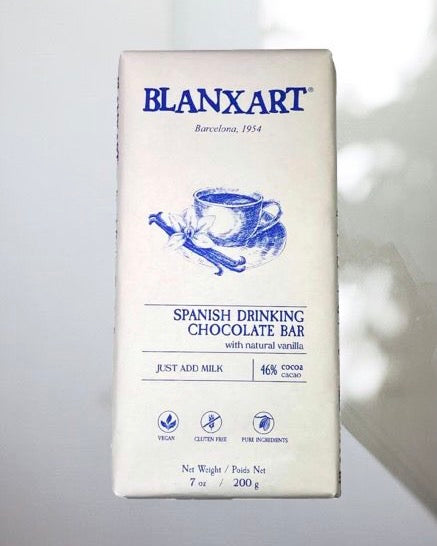 BLANXART®
Barcelona, 1954
SPANISH DRINKING
CHOCOLATE BAR
with natural vanilla
JUST ADD MILK
46% cocoa
cacao
VEGAN
GLUTEN FREE
PURE INGREDIENTS
Net Weight / Poids Net
7 oz / 200 g